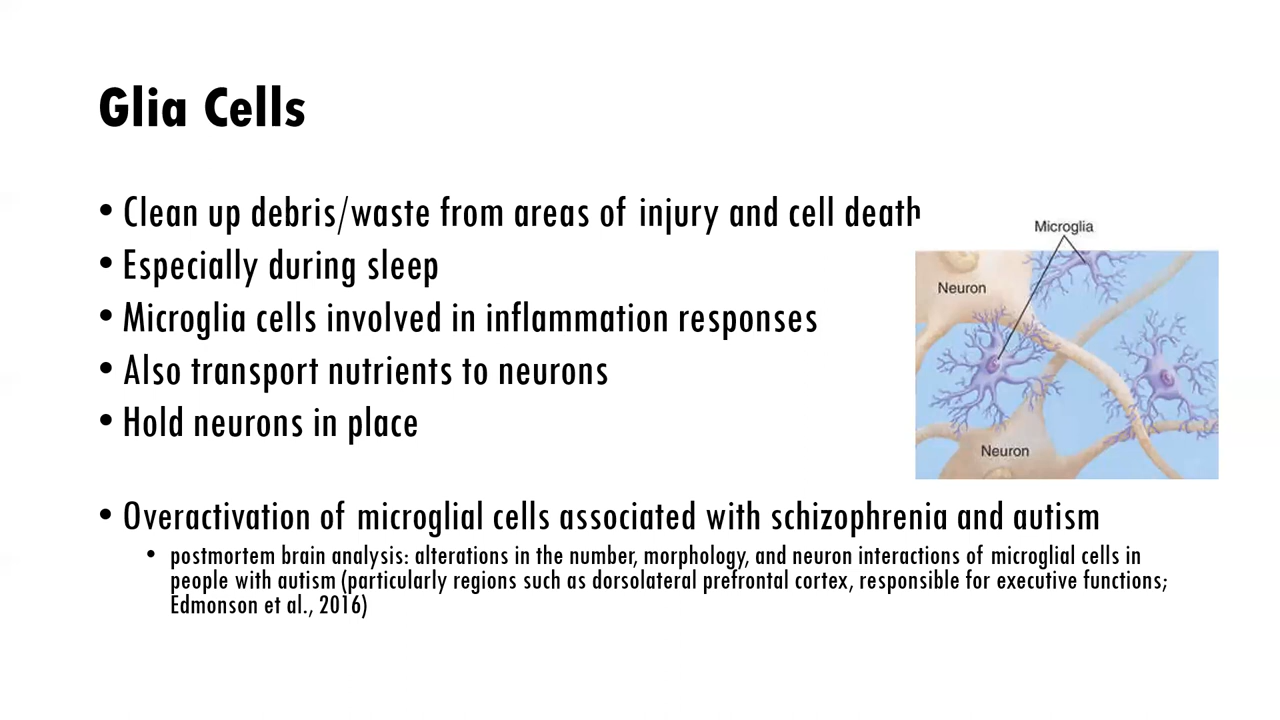 Glia Cells
• Clean up debris/waste from areas of injury and cell death
• Especially during sleep
• Microglia cells involved in inflammation responses
• Also transport nutrients to neurons
• Hold neurons in place
Microglia
Neuron
Neuron
• Overactivation of microglial cells associated with schizophrenia and autism
• postmortem brain analysis: alterations in the number, morphology, and neuron interactions of microglial cells in
people with autism (particularly regions such as dorsolateral prefrontal cortex, responsible for executive functions;
Edmonson et al., 2016)